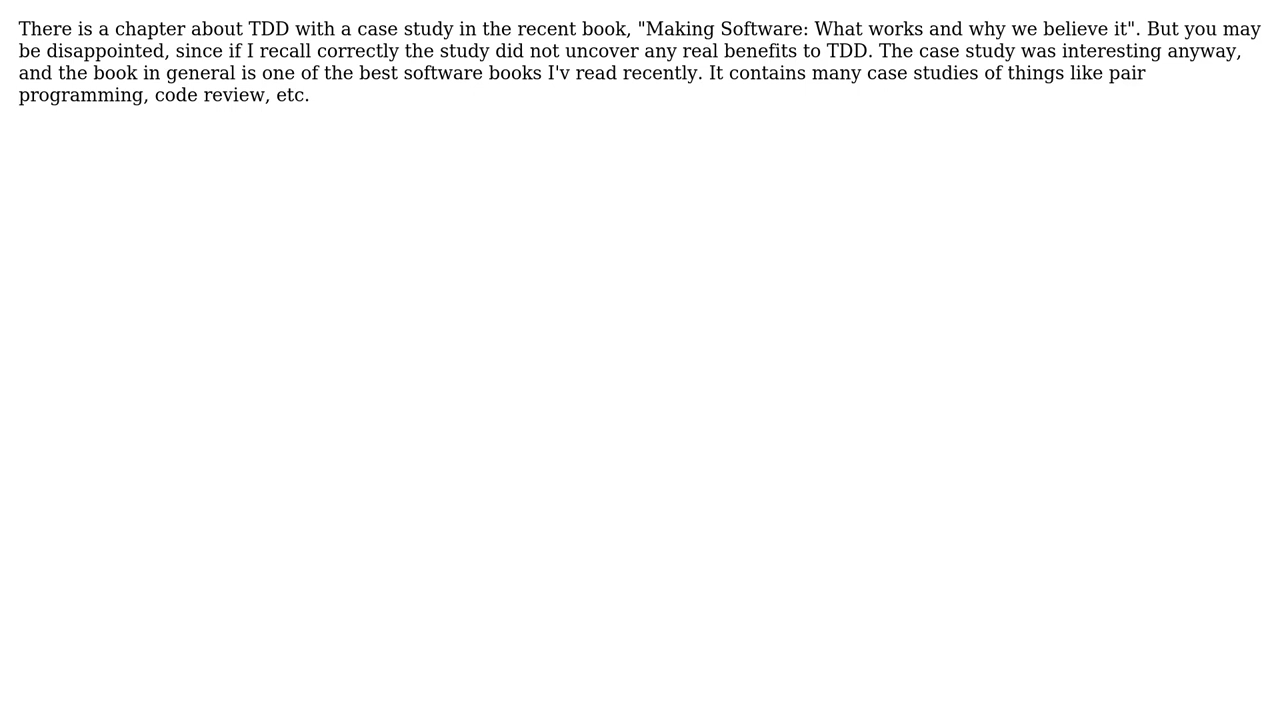 There is a chapter about TDD with a case study in the recent book, "Making Software: What works and why we believe it". But you may
be disappointed, since if I recall correctly the study did not uncover any real benefits to TDD. The case study was interesting anyway,
and the book in general is one of the best software books I'v read recently. It contains many case studies of things like pair
programming, code review, etc.